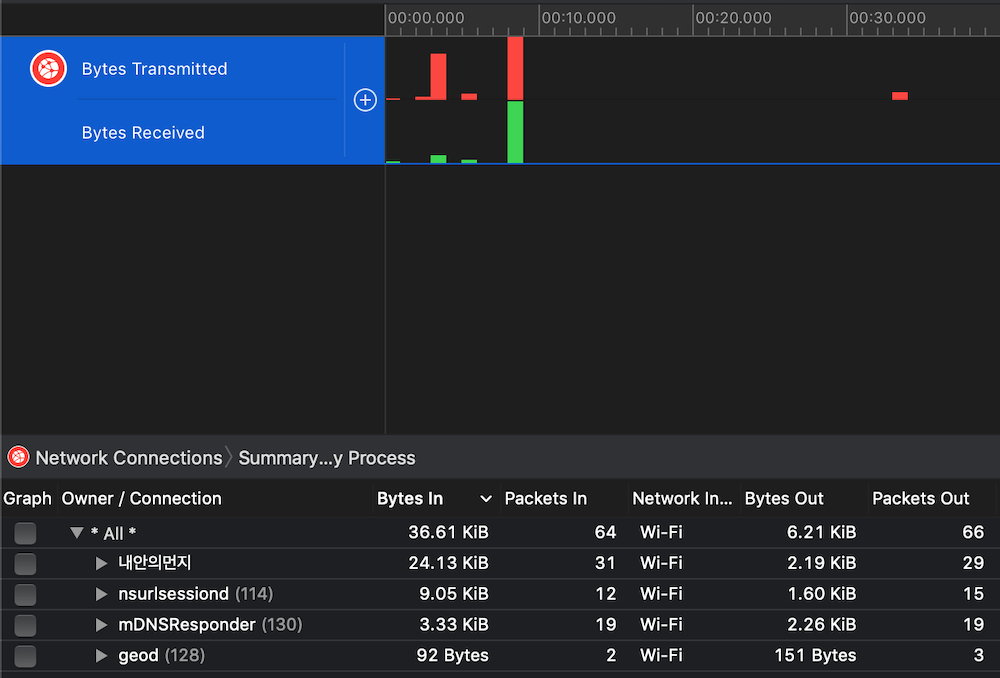 00:00.000 00:10.000 00:20.000 00:30.000
Bytes Transmitted
Bytes Received
Network Connections Summary...y Process
Graph Owner / Connection Bytes In Packets In Network In... Bytes Out Packets Out
* All * 36.61 KiB 64 Wi-Fi 6.21 KiB 66
내안의먼지 24.13 KiB 31 Wi-Fi 2.19 KiB 29
nsurlsessiond (114) 9.05 KiB 12 Wi-Fi 1.60 KiB 15
mDNSResponder (130) 3.33 KiB 19 Wi-Fi 2.26 KiB 19
geod (128) 92 Bytes 2 Wi-Fi 151 Bytes 3